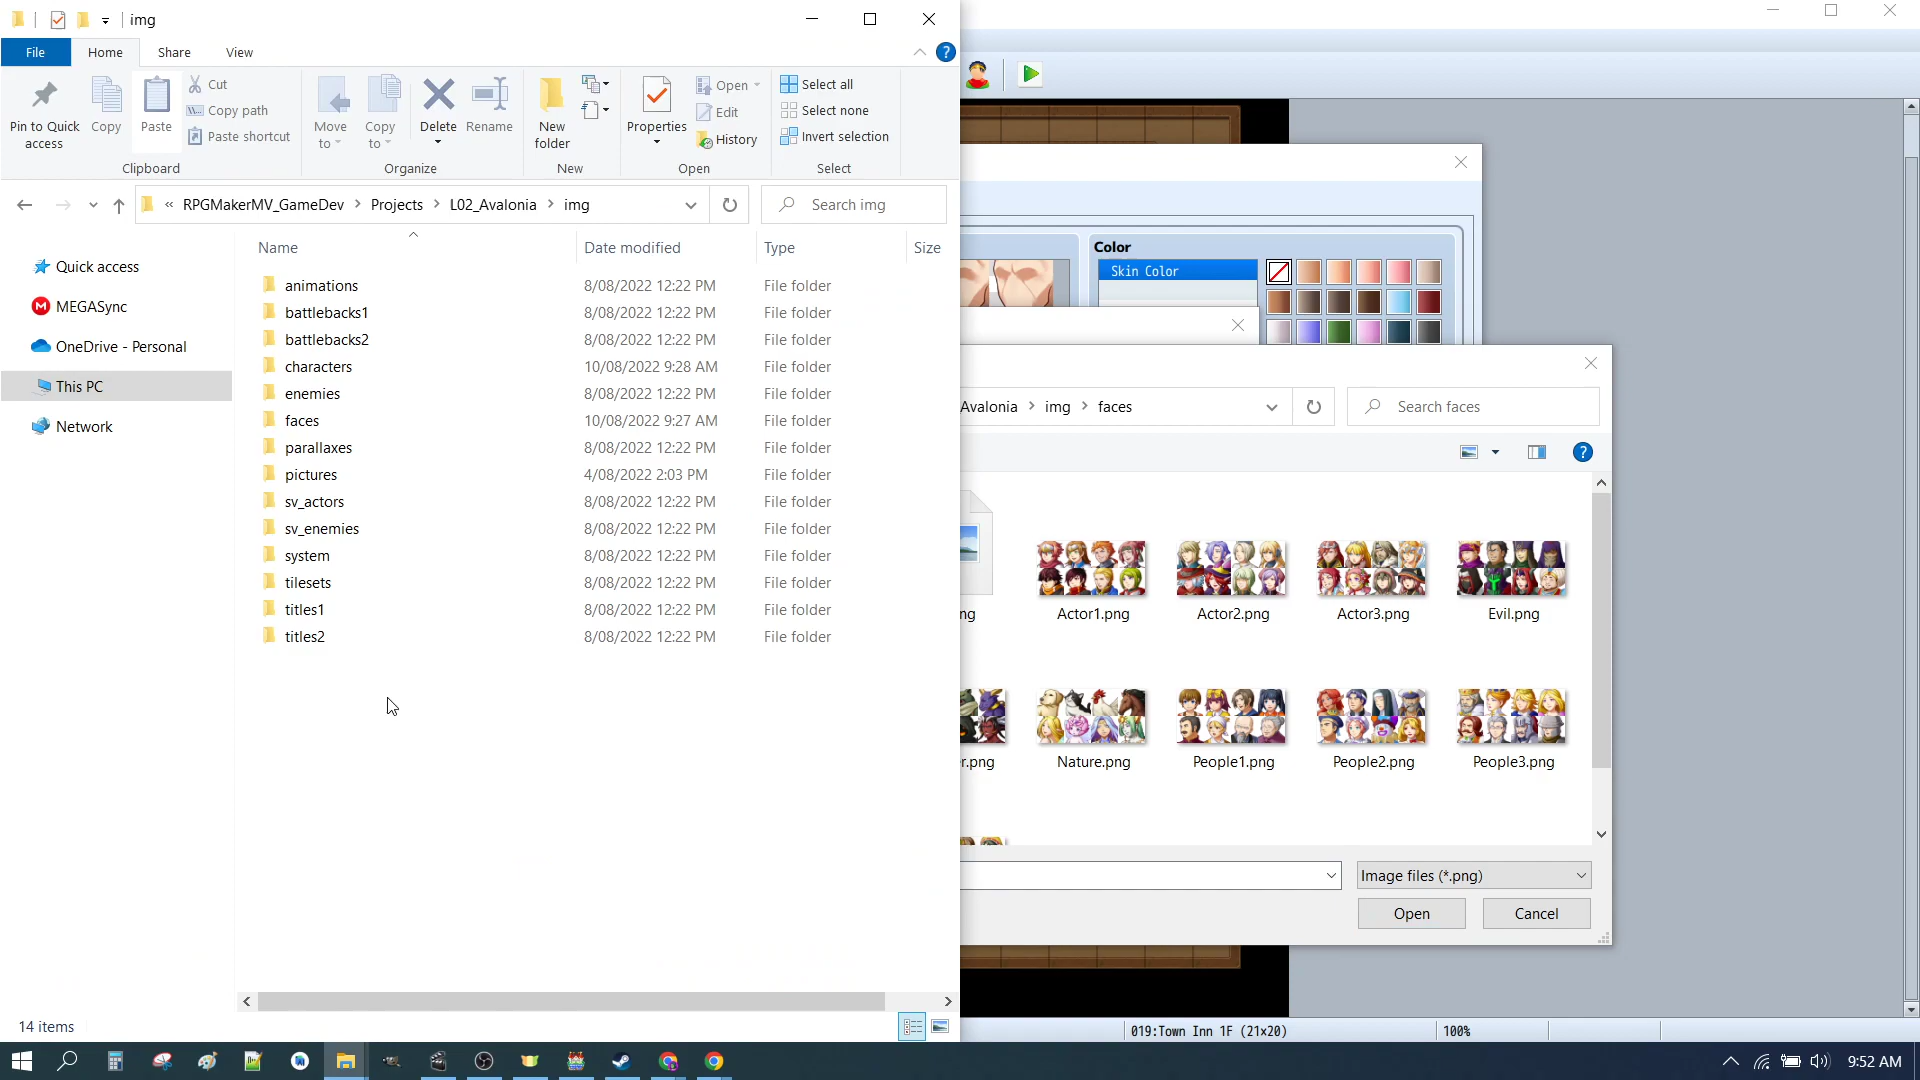 img
File
Home
Share
View
Pin to Quick access
Copy
Paste
Cut
Copy path
Paste shortcut
Clipboard
Move to
Copy to
Delete
Rename
Organize
New folder
New
Properties
Open
Edit
History
Open
Select all
Select none
Invert selection
Select
« RPGMakerMV_GameDev > Projects > L02_Avalonia > img
Search img
Name
Date modified
Type
Size
Quick access
MEGASync
OneDrive - Personal
This PC
Network
animations 8/08/2022 12:22 PM File folder
battlebacks1 8/08/2022 12:22 PM File folder
battlebacks2 8/08/2022 12:22 PM File folder
characters 10/08/2022 9:28 AM File folder
enemies 8/08/2022 12:22 PM File folder
faces 10/08/2022 9:27 AM File folder
parallaxes 8/08/2022 12:22 PM File folder
pictures 4/08/2022 2:03 PM File folder
sv_actors 8/08/2022 12:22 PM File folder
sv_enemies 8/08/2022 12:22 PM File folder
system 8/08/2022 12:22 PM File folder
tilesets 8/08/2022 12:22 PM File folder
titles1 8/08/2022 12:22 PM File folder
titles2 8/08/2022 12:22 PM File folder
14 items
Color
Skin Color
Avalonia > img > faces
Search faces
ng
Actor1.png
Actor2.png
Actor3.png
Evil.png
r.png
Nature.png
People1.png
People2.png
People3.png
Image files (*.png)
Open
Cancel
019:Town Inn 1F (21x20)
100%
9:52 AM